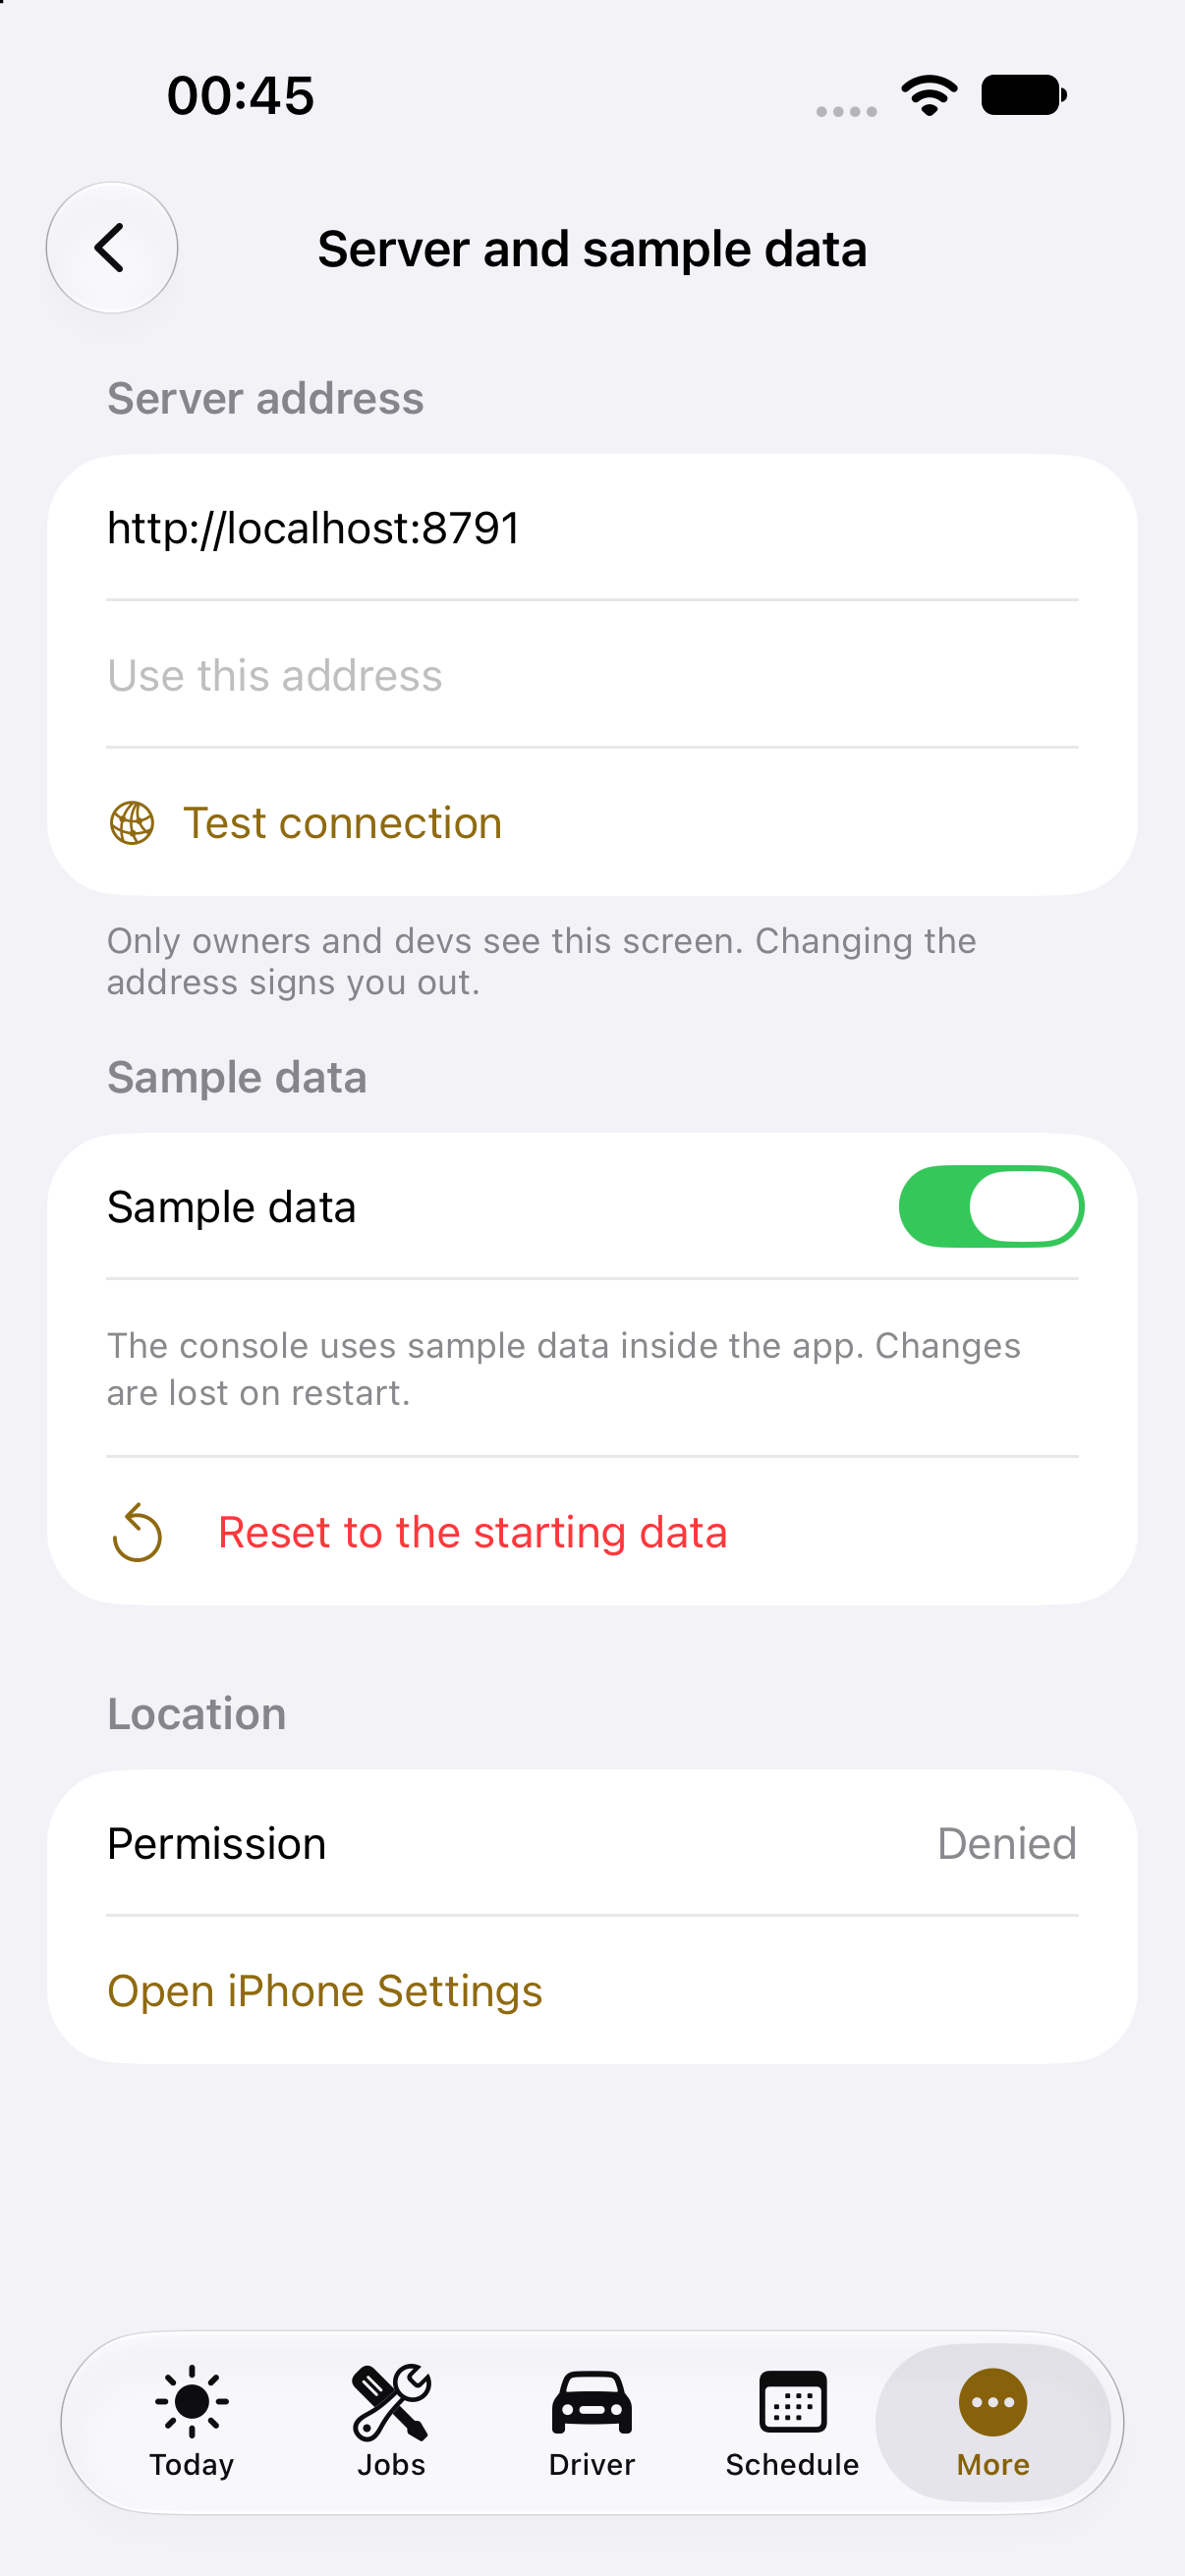 00:45
Server and sample data
Server address
http://localhost:8791
Use this address
Test connection
Only owners and devs see this screen. Changing the
address signs you out.
Sample data
Sample data
The console uses sample data inside the app. Changes
are lost on restart.
Reset to the starting data
Location
Permission Denied
Open iPhone Settings
Today Jobs Driver Schedule More